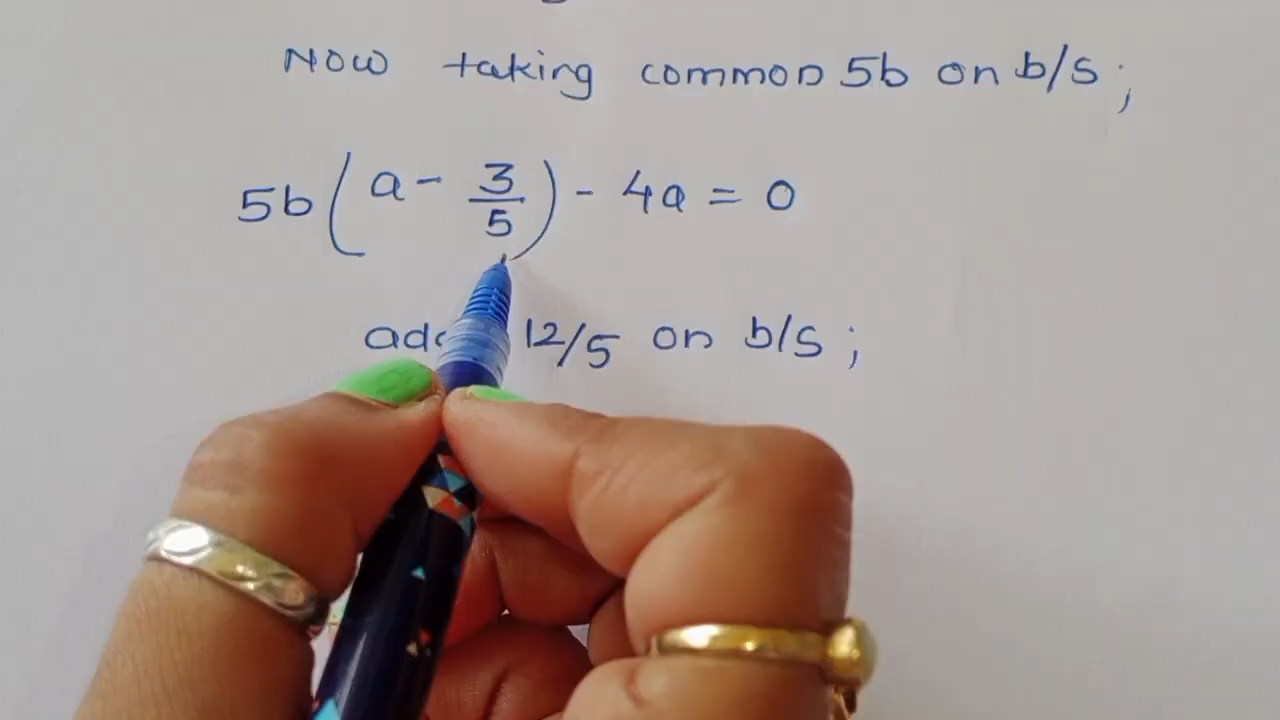 Now taking common 5b on b/s;
5b(a - 3/5) - 4a = 0
12/5 on b/s;